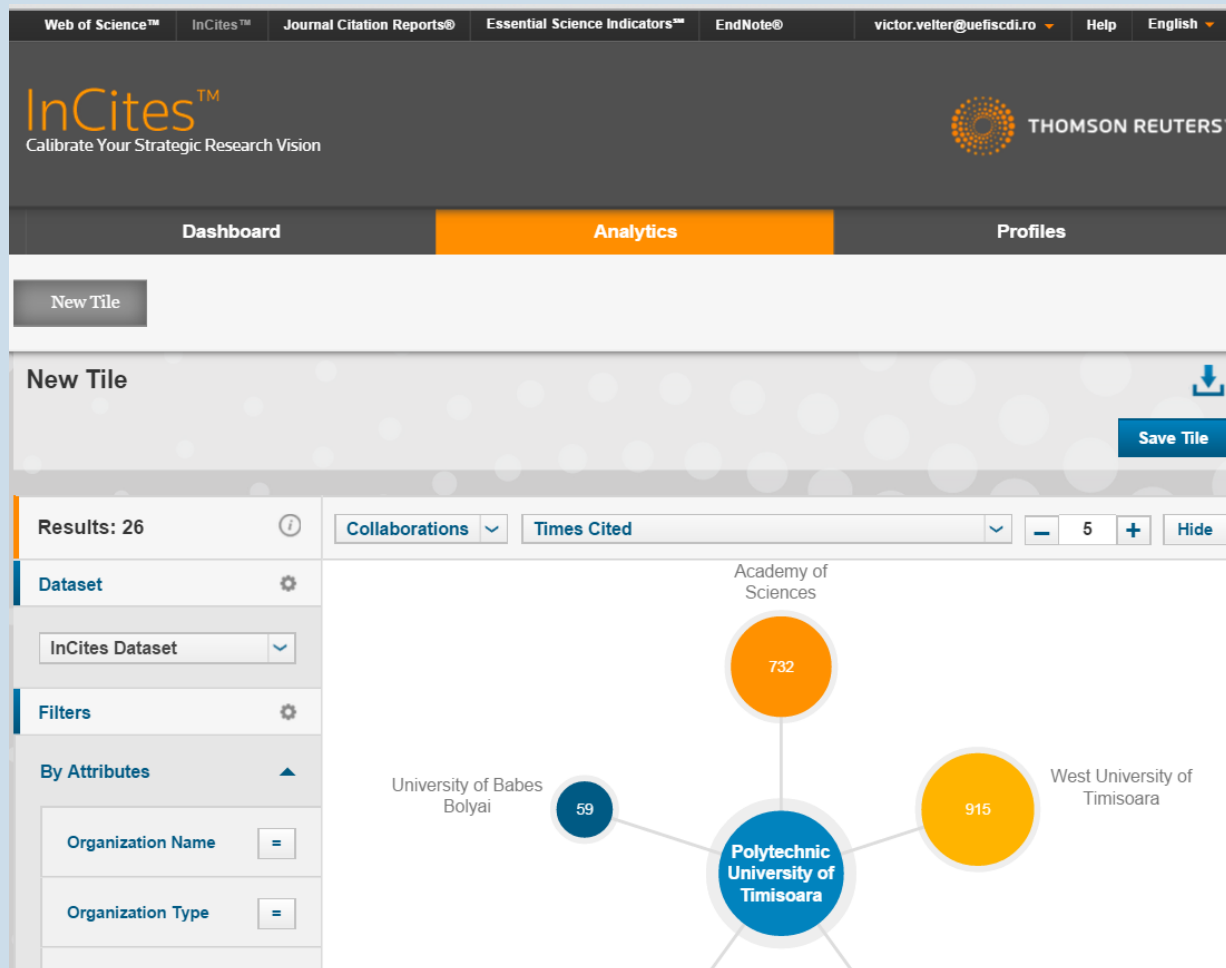 Web of Science™ InCites™ Journal Citation Reports® Essential Science Indicators℠ EndNote® victor.velter@uefiscdi.ro Help English
InCites™
Calibrate Your Strategic Research Vision
THOMSON REUTERS
Dashboard Analytics Profiles
New Tile
New Tile
Save Tile
Results: 26
Collaborations Times Cited 5 Hide
Dataset
InCites Dataset
Filters
By Attributes
Organization Name =
Organization Type =
Academy of
Sciences
732
University of Babes
Bolyai
59
West University of
Timisoara
915
Polytechnic
University of
Timisoara